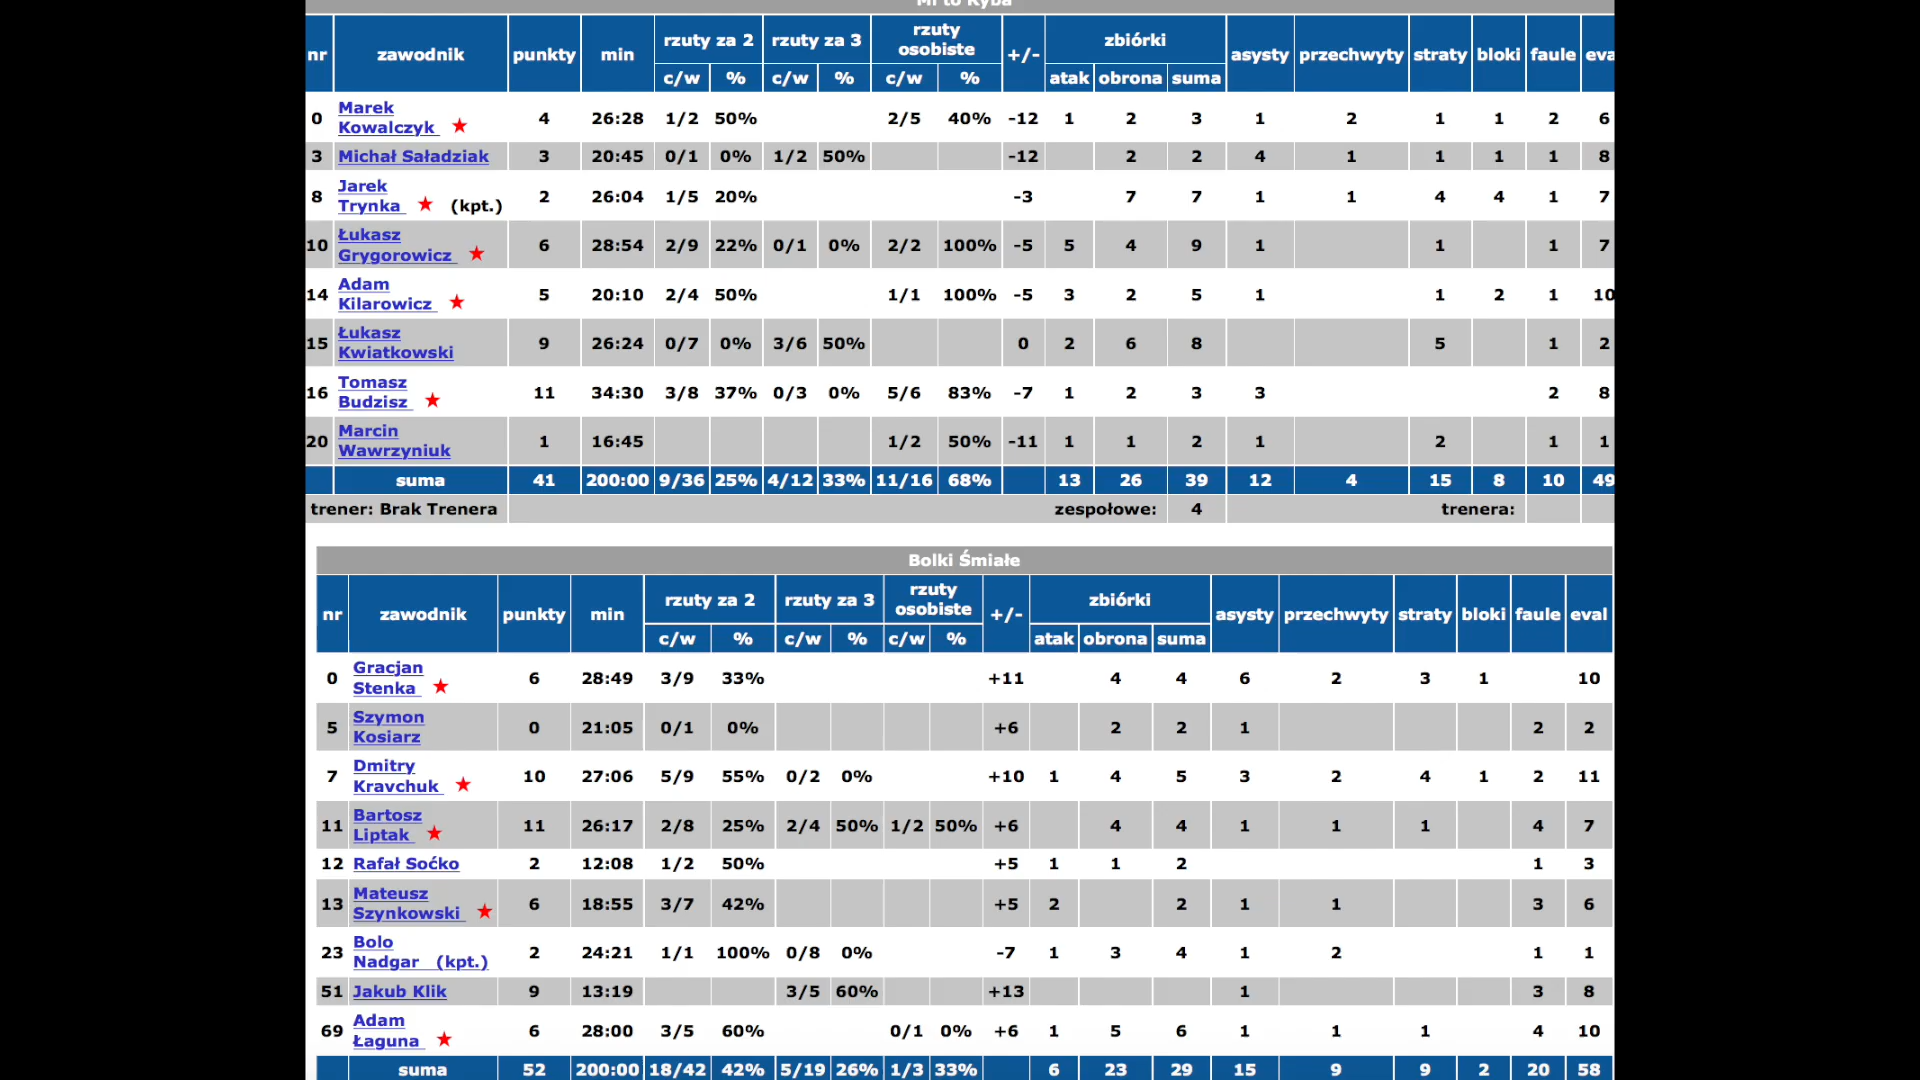 Mi to Ryba
nr zawodnik punkty min rzuty za 2 rzuty za 3 rzuty osobiste +/- zbiórki asysty przechwyty straty bloki faule eva
c/w % c/w % c/w % atak obrona suma
0 Marek Kowalczyk ★ 4 26:28 1/2 50% 2/5 40% -12 1 2 3 1 2 1 1 2 6
3 Michał Saładziak 3 20:45 0/1 0% 1/2 50% -12 2 2 4 1 1 1 1 8
8 Jarek Trynka ★ (kpt.) 2 26:04 1/5 20% -3 7 7 1 1 4 4 1 7
10 Łukasz Grygorowicz ★ 6 28:54 2/9 22% 0/1 0% 2/2 100% -5 5 4 9 1 1 1 7
14 Adam Kilarowicz ★ 5 20:10 2/4 50% 1/1 100% -5 3 2 5 1 1 2 1 10
15 Łukasz Kwiatkowski 9 26:24 0/7 0% 3/6 50% 0 2 6 8 5 1 2
16 Tomasz Budzisz ★ 11 34:30 3/8 37% 0/3 0% 5/6 83% -7 1 2 3 3 2 8
20 Marcin Wawrzyniuk 1 16:45 1/2 50% -11 1 1 2 1 2 1 1
suma 41 200:00 9/36 25% 4/12 33% 11/16 68% 13 26 39 12 4 15 8 10 49
trener: Brak Trenera zespołowe: 4 trenera:
Bolki Śmiałe
nr zawodnik punkty min rzuty za 2 rzuty za 3 rzuty osobiste +/- zbiórki asysty przechwyty straty bloki faule eval
c/w % c/w % c/w % atak obrona suma
0 Gracjan Stenka ★ 6 28:49 3/9 33% +11 4 4 6 2 3 1 10
5 Szymon Kosiarz 0 21:05 0/1 0% +6 2 2 1 2 2
7 Dmitry Kravchuk ★ 10 27:06 5/9 55% 0/2 0% +10 1 4 5 3 2 4 1 2 11
11 Bartosz Liptak ★ 11 26:17 2/8 25% 2/4 50% 1/2 50% +6 4 4 1 1 1 4 7
12 Rafał Soćko 2 12:08 1/2 50% +5 1 1 2 1 3
13 Mateusz Szynkowski ★ 6 18:55 3/7 42% +5 2 2 1 1 3 6
23 Bolo Nadgar (kpt.) 2 24:21 1/1 100% 0/8 0% -7 1 3 4 1 2 1 1
51 Jakub Klik 9 13:19 3/5 60% +13 1 3 8
69 Adam Łaguna ★ 6 28:00 3/5 60% 0/1 0% +6 1 5 6 1 1 1 4 10
suma 52 200:00 18/42 42% 5/19 26% 1/3 33% 6 23 29 15 9 9 2 20 58